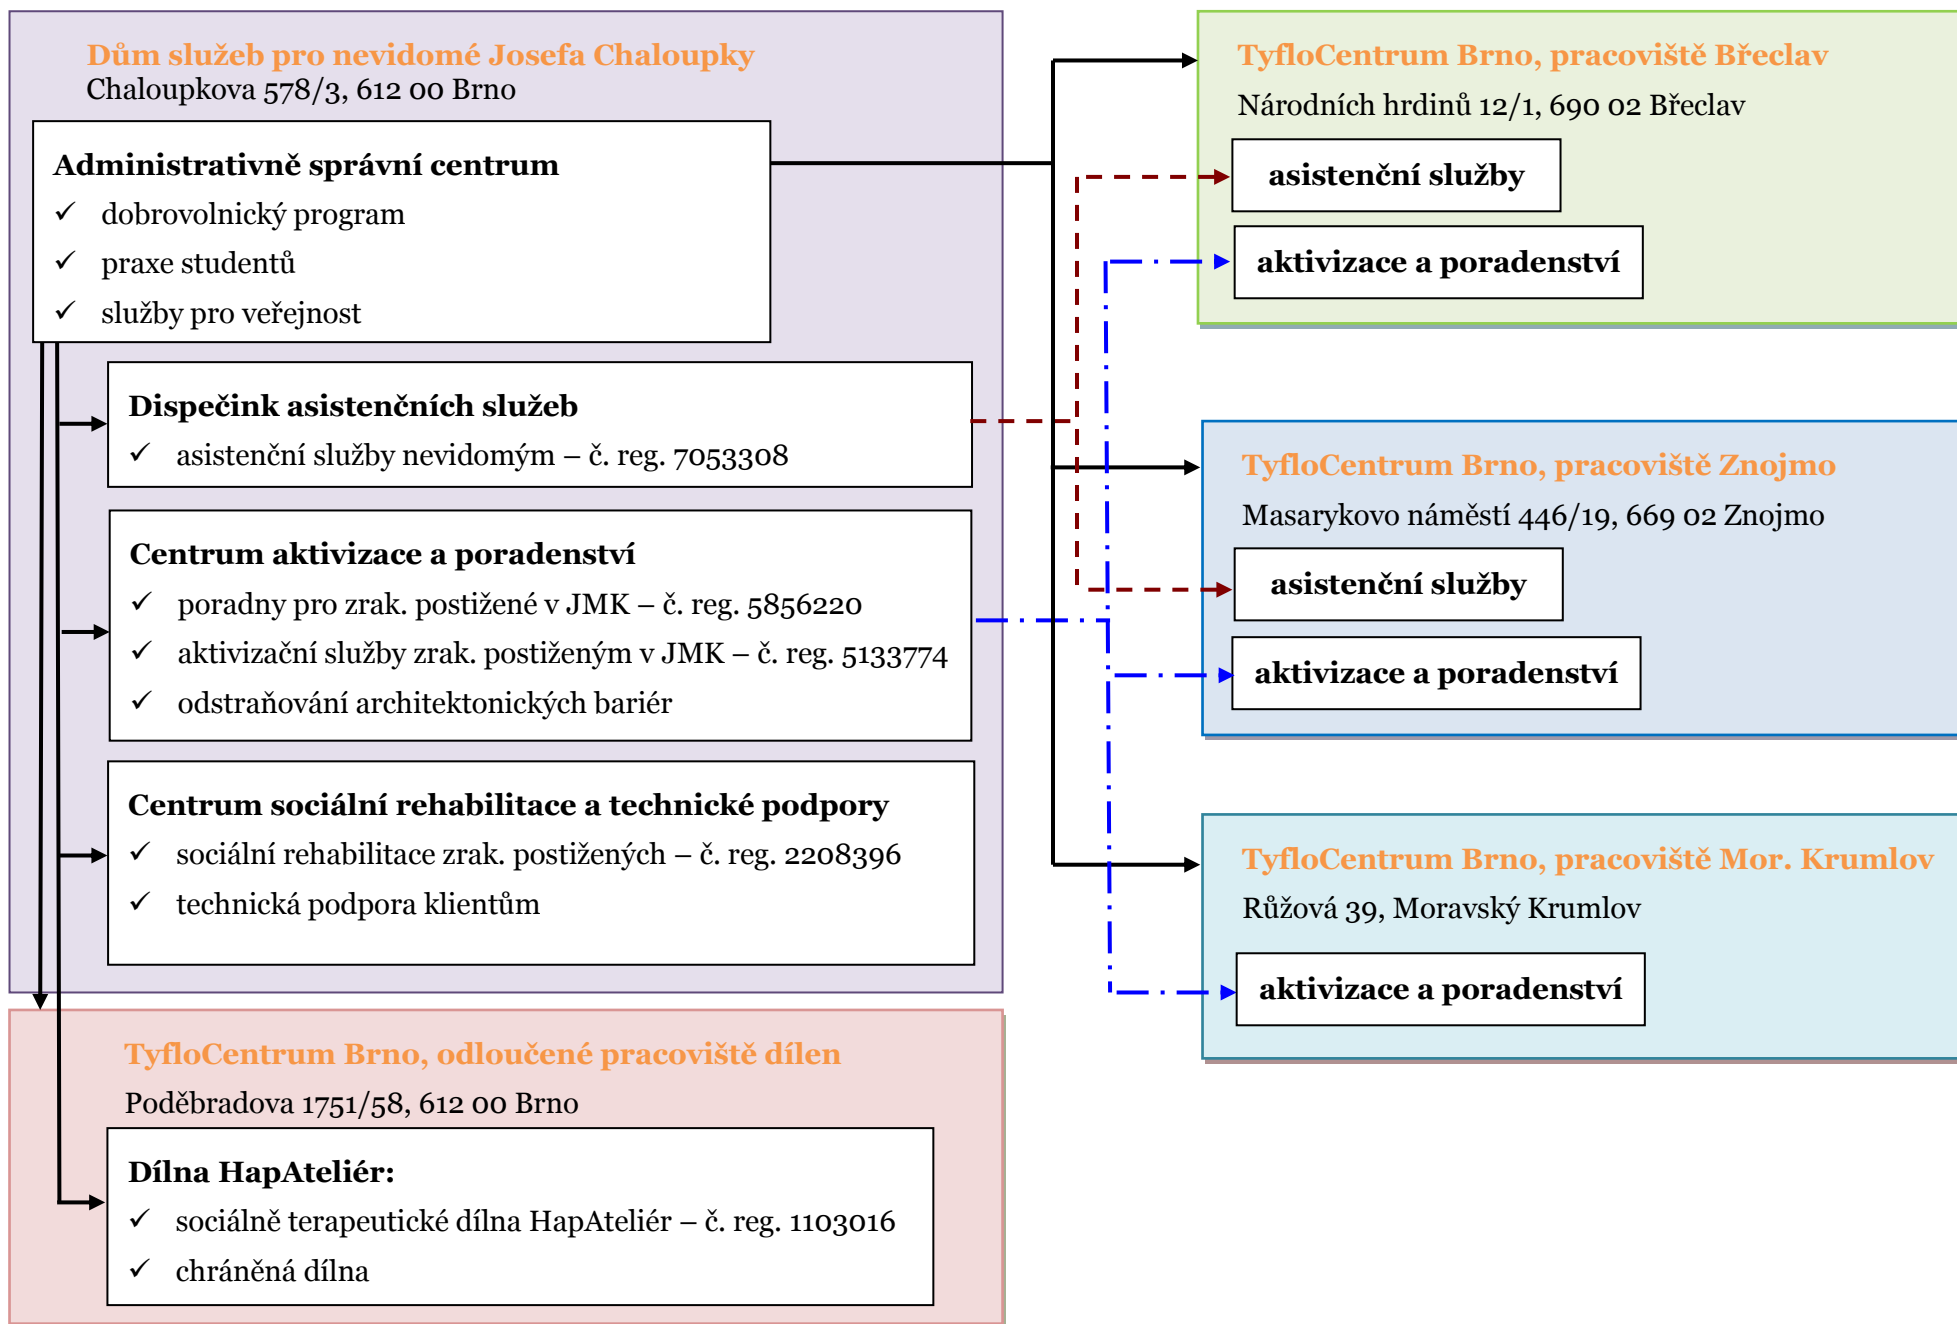 Dům služeb pro nevidomé Josefa Chaloupky
Chaloupkova 578/3, 612 00 Brno
Administrativně správní centrum
✓ dobrovolnický program
✓ praxe studentů
✓ služby pro veřejnost
Dispečink asistenčních služeb
✓ asistenční služby nevidomým – č. reg. 7053308
Centrum aktivizace a poradenství
✓ poradny pro zrak. postižené v JMK – č. reg. 5856220
✓ aktivizační služby zrak. postiženým v JMK – č. reg. 5133774
✓ odstraňování architektonických bariér
Centrum sociální rehabilitace a technické podpory
✓ sociální rehabilitace zrak. postižených – č. reg. 2208396
✓ technická podpora klientům
TyfloCentrum Brno, odloučené pracoviště dílen
Poděbradova 1751/58, 612 00 Brno
Dílna HapAteliér:
✓ sociálně terapeutické dílna HapAteliér – č. reg. 1103016
✓ chráněná dílna
TyfloCentrum Brno, pracoviště Břeclav
Národních hrdinů 12/1, 690 02 Břeclav
asistenční služby
aktivizace a poradenství
TyfloCentrum Brno, pracoviště Znojmo
Masarykovo náměstí 446/19, 669 02 Znojmo
asistenční služby
aktivizace a poradenství
TyfloCentrum Brno, pracoviště Mor. Krumlov
Růžová 39, Moravský Krumlov
aktivizace a poradenství